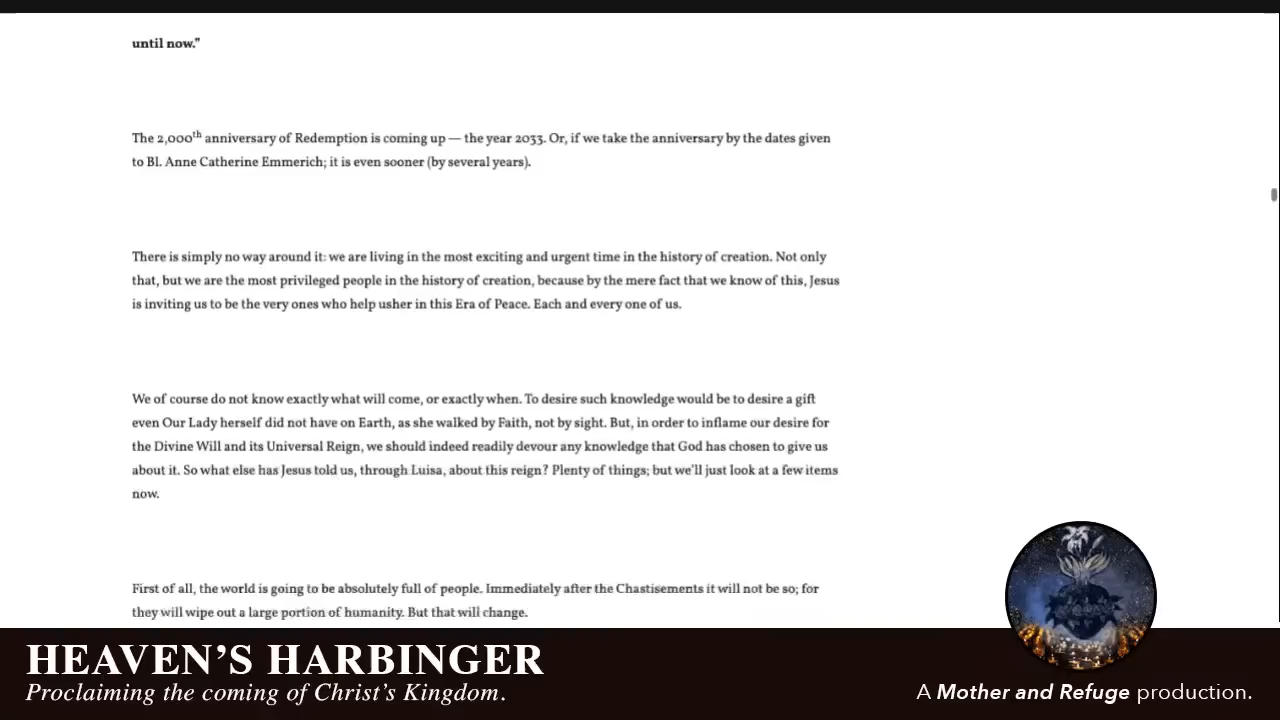 until now.”
The 2,000th anniversary of Redemption is coming up — the year 2033. Or, if we take the anniversary by the dates given
to Bl. Anne Catherine Emmerich; it is even sooner (by several years).
There is simply no way around it: we are living in the most exciting and urgent time in the history of creation. Not only
that, but we are the most privileged people in the history of creation, because by the mere fact that we know of this, Jesus
is inviting us to be the very ones who help usher in this Era of Peace. Each and every one of us.
We of course do not know exactly what will come, or exactly when. To desire such knowledge would be to desire a gift
even Our Lady herself did not have on Earth, as she walked by Faith, not by sight. But, in order to inflame our desire for
the Divine Will and its Universal Reign, we should indeed readily devour any knowledge that God has chosen to give us
about it. So what else has Jesus told us, through Luisa, about this reign? Plenty of things; but we’ll just look at a few items
now.
First of all, the world is going to be absolutely full of people. Immediately after the Chastisements it will not be so; for
they will wipe out a large portion of humanity. But that will change.
HEAVEN’S HARBINGER
Proclaiming the coming of Christ’s Kingdom.
A Mother and Refuge production.